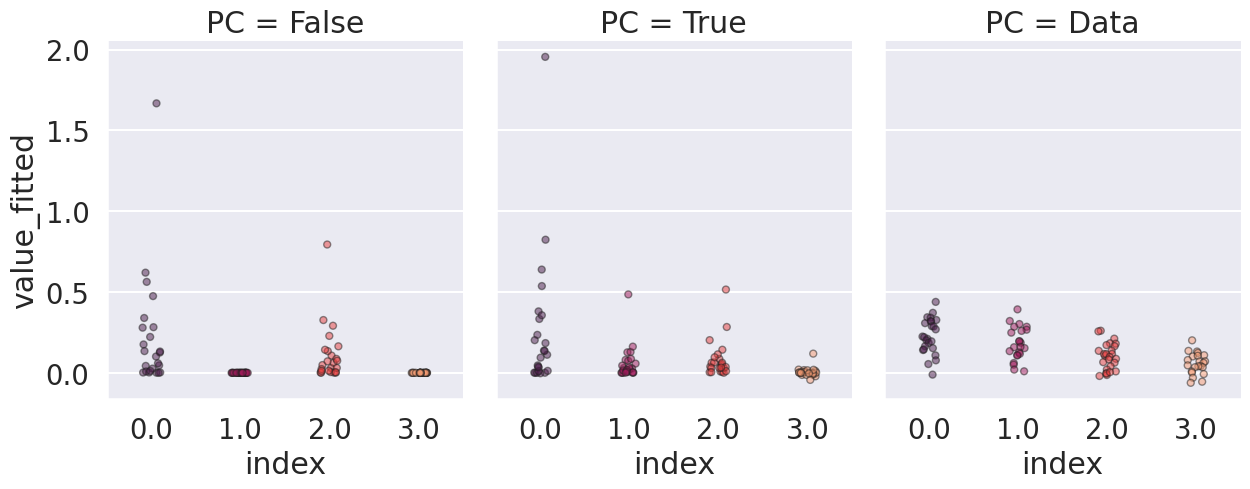 PC = False
PC = True
PC = Data
value_fitted
2.0
1.5
1.0
0.5
0.0
0.0 1.0 2.0 3.0
0.0 1.0 2.0 3.0
0.0 1.0 2.0 3.0
index
index
index